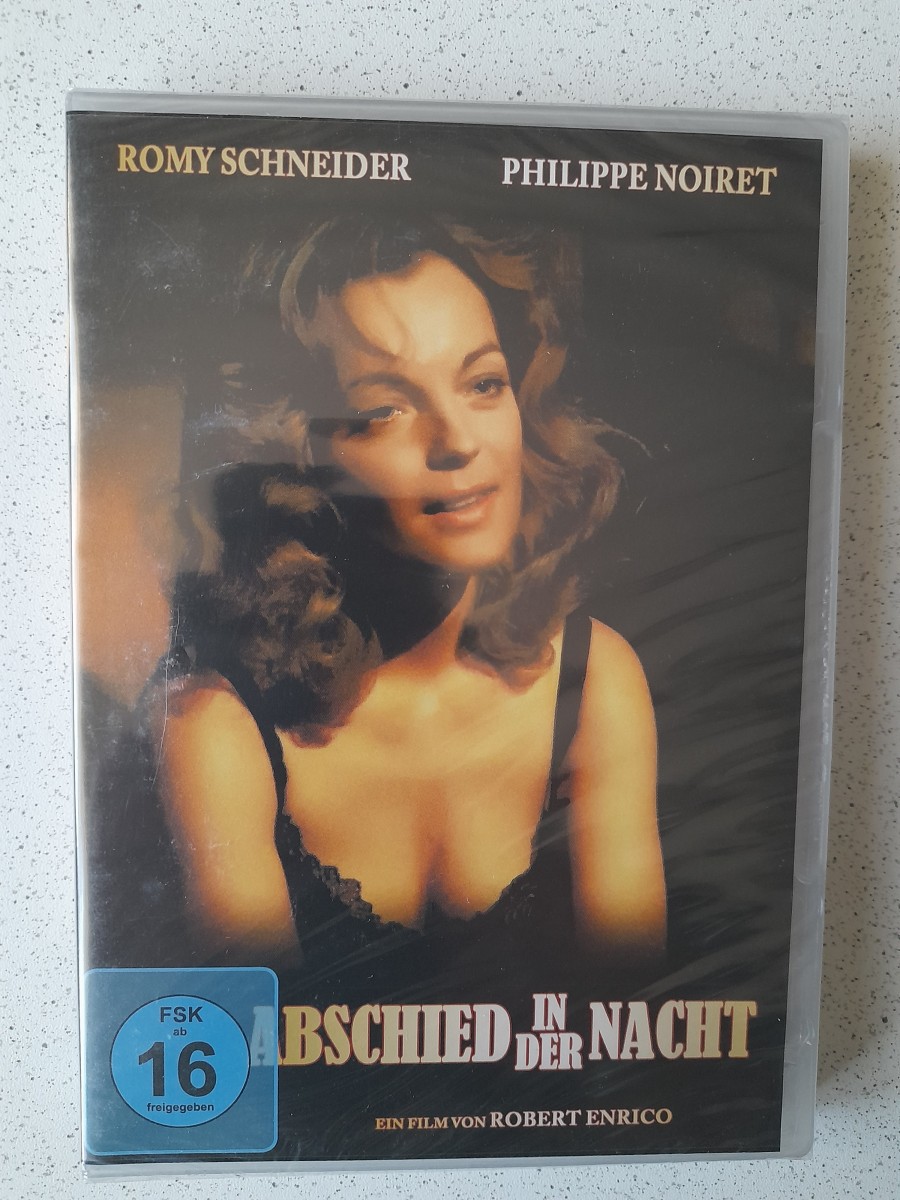 ROMY SCHNEIDER PHILIPPE NOIRET
ABSCHIED IN DER NACHT
EIN FILM VON ROBERT ENRICO
FSK
ab
16
freigegeben